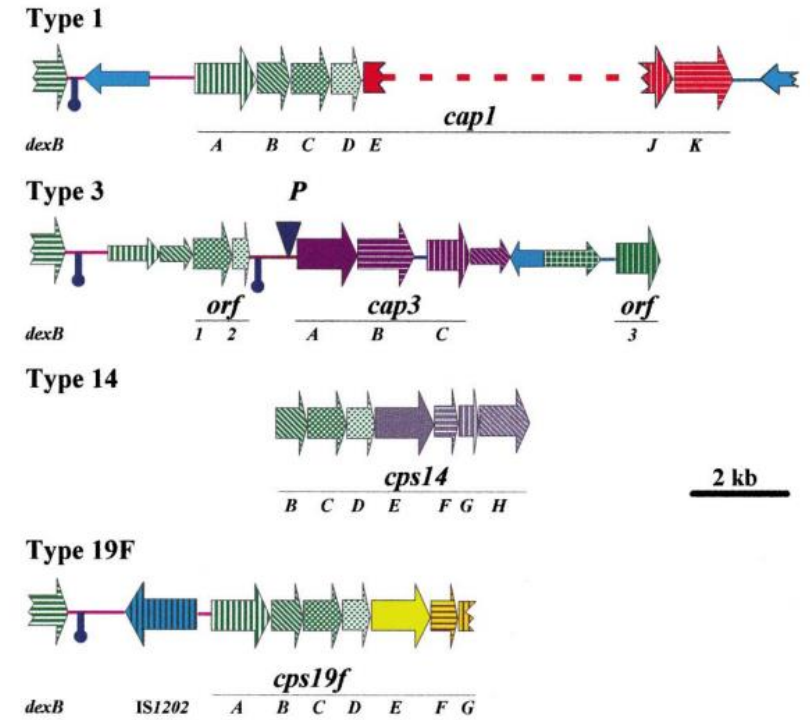 Type 1
cap1
dexB A B C D E J K
Type 3 P
orf cap3 orf
dexB 1 2 A B C 3
Type 14
2 kb
cps14
B C D E F G H
Type 19F
cps19f
dexB IS1202 A B C D E F G